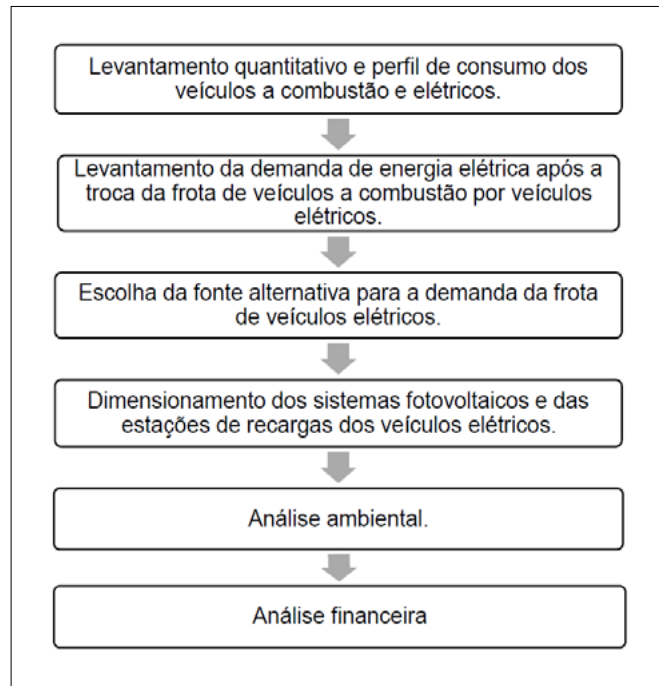 Levantamento quantitativo e perfil de consumo dos
veículos a combustão e elétricos.
Levantamento da demanda de energia elétrica após a
troca da frota de veículos a combustão por veículos
elétricos.
Escolha da fonte alternativa para a demanda da frota
de veículos elétricos.
Dimensionamento dos sistemas fotovoltaicos e das
estações de recargas dos veículos elétricos.
Análise ambiental.
Análise financeira